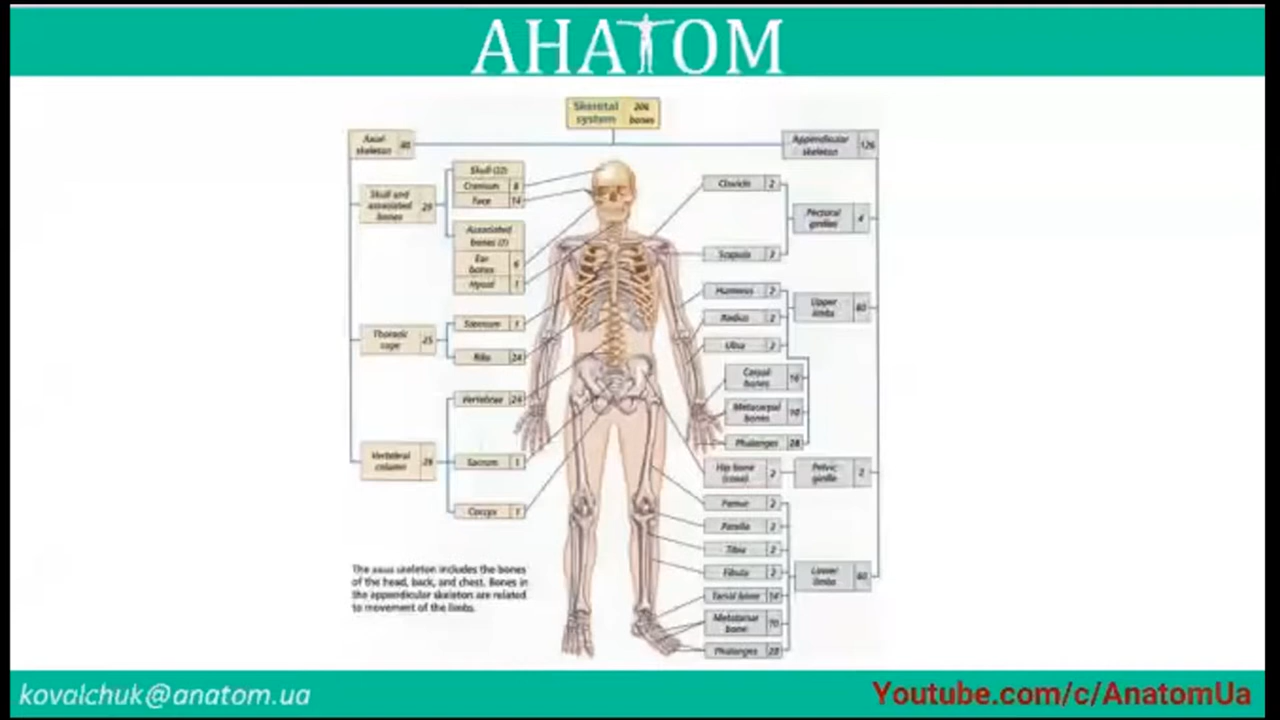 АНАТОМ
Skeletal
system
206
bones
Axial
skeleton
80
Appendicular
skeleton
126
Skull and
associated
bones
29
Skull (22)
Cranium 8
Face 14
Associated
bones (7)
Ear
bones
6
Hyoid 1
Thoracic
cage
25
Sternum 1
Ribs 24
Vertebral
column
26
Vertebrae 24
Sacrum 1
Coccyx 1
Clavicle 2
Scapula 2
Pectoral
girdles
4
Humerus 2
Radius 2
Ulna 2
Carpal
bones
16
Metacarpal
bones
10
Phalanges 28
Upper
limbs
60
Hip bone
(coxa)
2
Pelvic
girdle
2
Femur 2
Patella 2
Tibia 2
Fibula 2
Tarsal bone 14
Metatarsal
bone
10
Phalanges 28
Lower
limbs
60
The axial skeleton includes the bones
of the head, back, and chest. Bones in
the appendicular skeleton are related
to movement of the limbs.
kovalchuk@anatom.ua
Youtube.com/c/AnatomUa